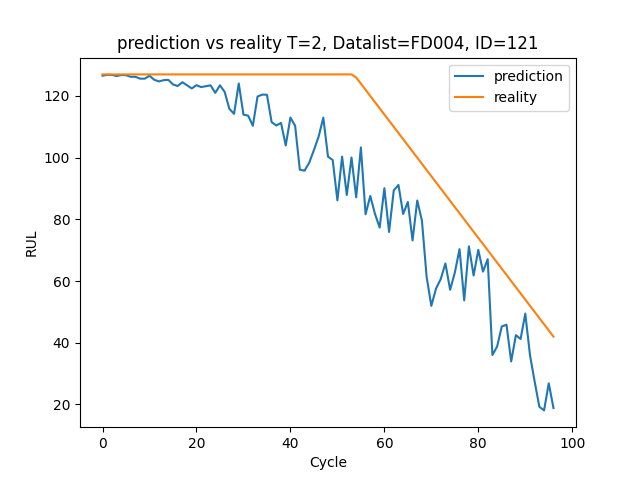 prediction vs reality T=2, Datalist=FD004, ID=121
prediction
reality
RUL
120
100
80
60
40
20
0 20 40 60 80 100
Cycle